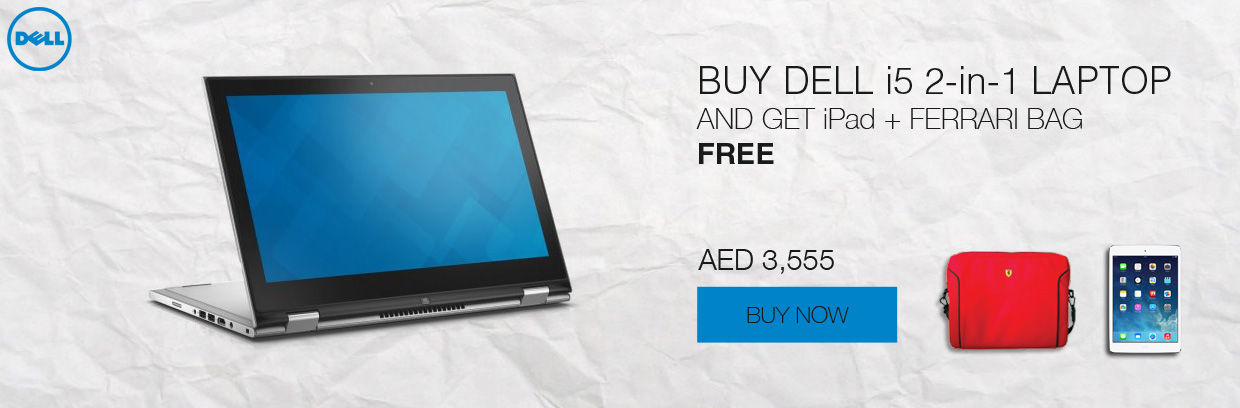 DELL
BUY DELL i5 2-in-1 LAPTOP
AND GET iPad + FERRARI BAG
FREE
AED 3,555
BUY NOW